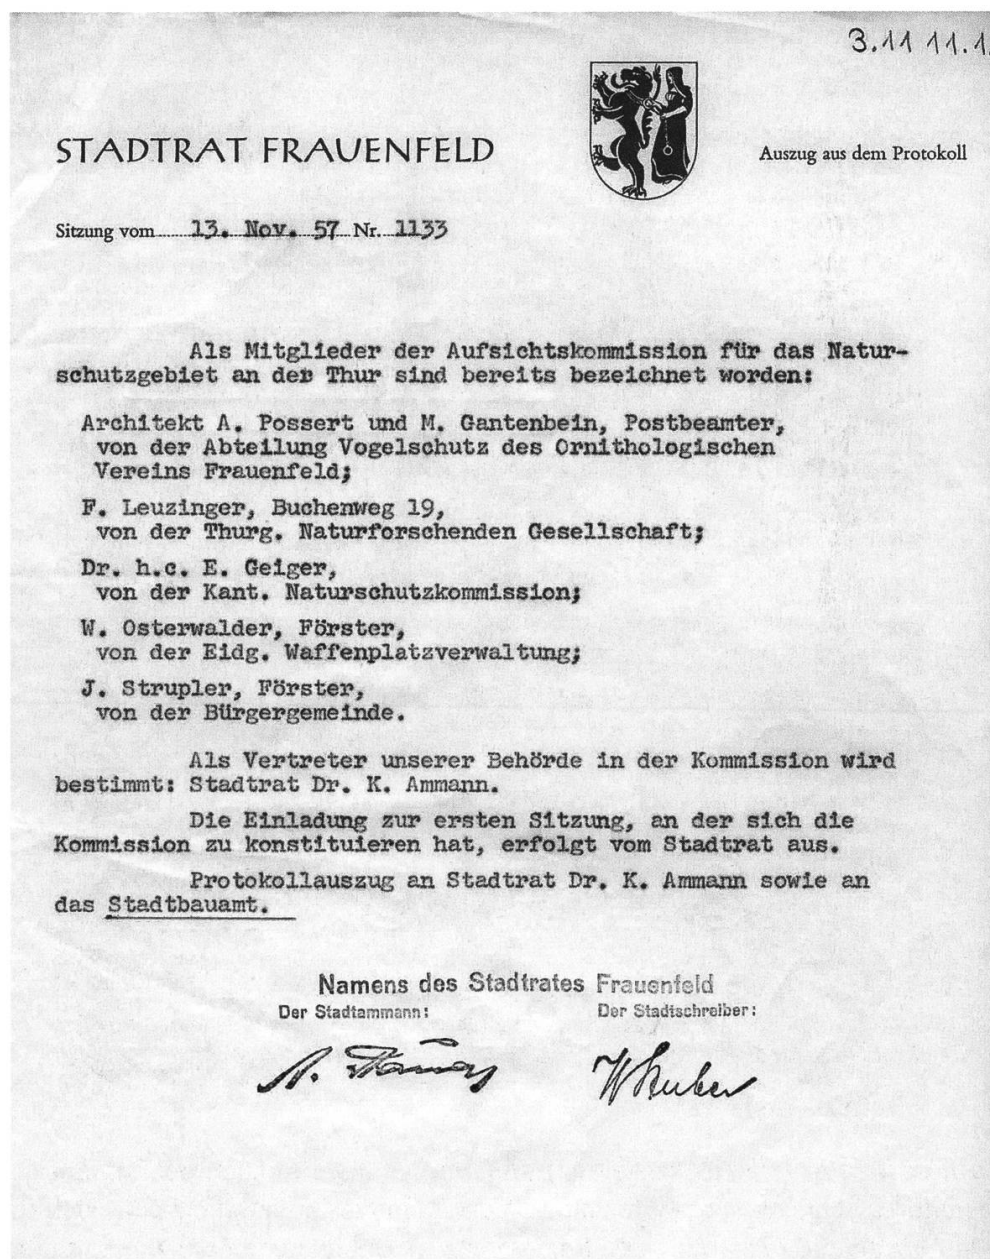 3.11 11.1
STADTRAT FRAUENFELD
Auszug aus dem Protokoll
Sitzung vom 13. Nov. 57 Nr. 1133
Als Mitglieder der Aufsichtskommission für das Natur-
schutzgebiet an der Thur sind bereits bezeichnet worden:
Architekt A. Possert und M. Gantenbein, Postbeamter,
von der Abteilung Vogelschutz des Ornithologischen
Vereins Frauenfeld;
F. Leuzinger, Buchenweg 19,
von der Thurg. Naturforschenden Gesellschaft;
Dr. h.c. E. Geiger,
von der Kant. Naturschutzkommission;
W. Osterwalder, Förster,
von der Eidg. Waffenplatzverwaltung;
J. Strupler, Förster,
von der Bürgergemeinde.
Als Vertreter unserer Behörde in der Kommission wird
bestimmt: Stadtrat Dr. K. Ammann.
Die Einladung zur ersten Sitzung, an der sich die
Kommission zu konstituieren hat, erfolgt vom Stadtrat aus.
Protokollauszug an Stadtrat Dr. K. Ammann sowie an
das Stadtbauamt.
Namens des Stadtrates Frauenfeld
Der Stadtammann: Der Stadtschreiber: